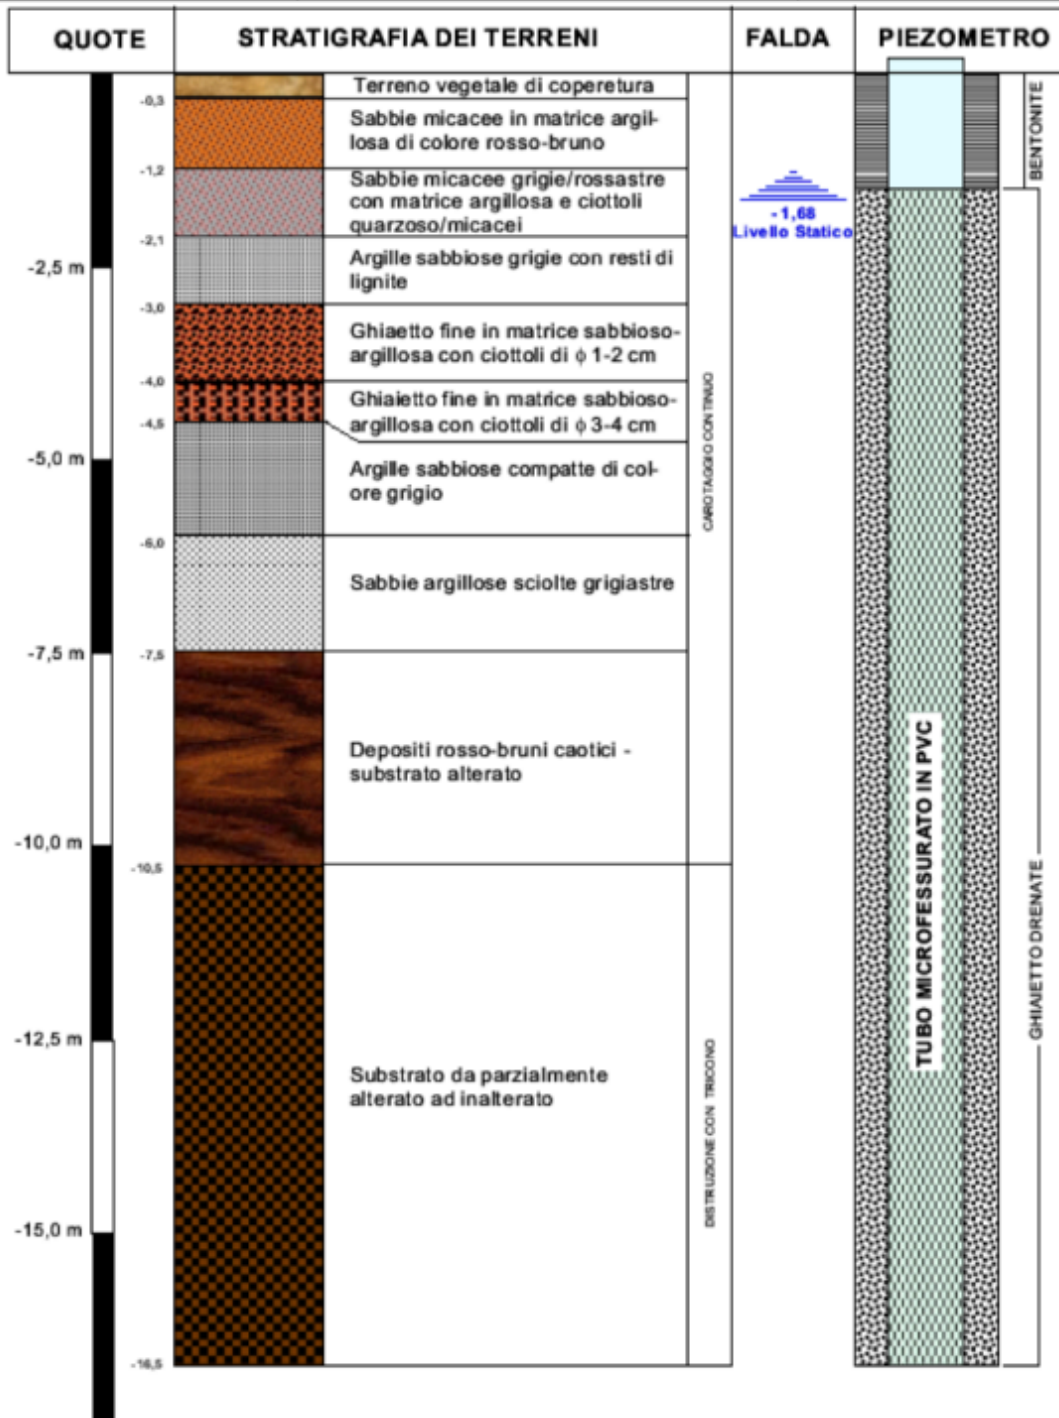 QUOTE
STRATIGRAFIA DEI TERRENI
FALDA
PIEZOMETRO
Terreno vegetale di coperetura
-0,3
Sabbie micacee in matrice argil-
losa di colore rosso-bruno
-1,2
Sabbie micacee grigie/rossastre
con matrice argillosa e ciottoli
quarzoso/micacei
-2,1
Argille sabbiose grigie con resti di
lignite
-3,0
Ghiaetto fine in matrice sabbioso-
argillosa con ciottoli di ϕ 1-2 cm
-4,0
Ghiaietto fine in matrice sabbioso-
argillosa con ciottoli di ϕ 3-4 cm
-4,5
Argille sabbiose compatte di col-
ore grigio
-6,0
Sabbie argillose sciolte grigiastre
-7,5
Depositi rosso-bruni caotici -
substrato alterato
-10,5
Substrato da parzialmente
alterato ad inalterato
-16,5
-2,5 m
-5,0 m
-7,5 m
-10,0 m
-12,5 m
-15,0 m
CAROTAGGIO CONTINUO
DISTRUZIONE CON TRICONO
-1,68
Livello Statico
BENTONITE
TUBO MICROFESSURATO IN PVC
GHIAIETTO DRENATE